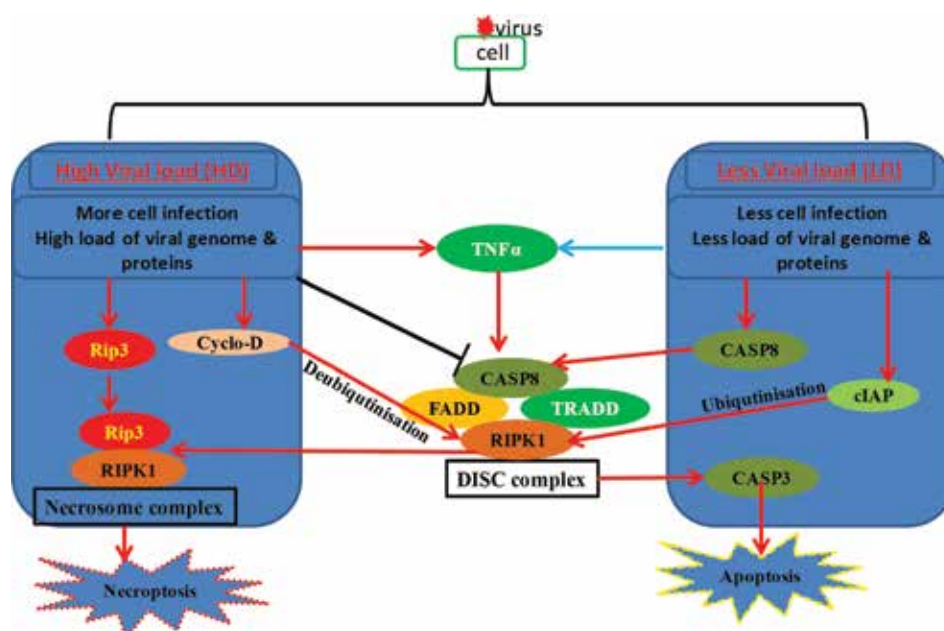 virus
cell
High Viral load (HD)
More cell infection
High load of viral genome &
proteins
Less Viral load (LD)
Less cell infection
Less load of viral genome &
proteins
TNFα
Rip3
Cyclo-D
CASP8
CASP8
cIAP
Deubiqutinisation
FADD
TRADD
Ubiqutinisation
Rip3
RIPK1
RIPK1
DISC complex
CASP3
Necrosome complex
Necroptosis
Apoptosis